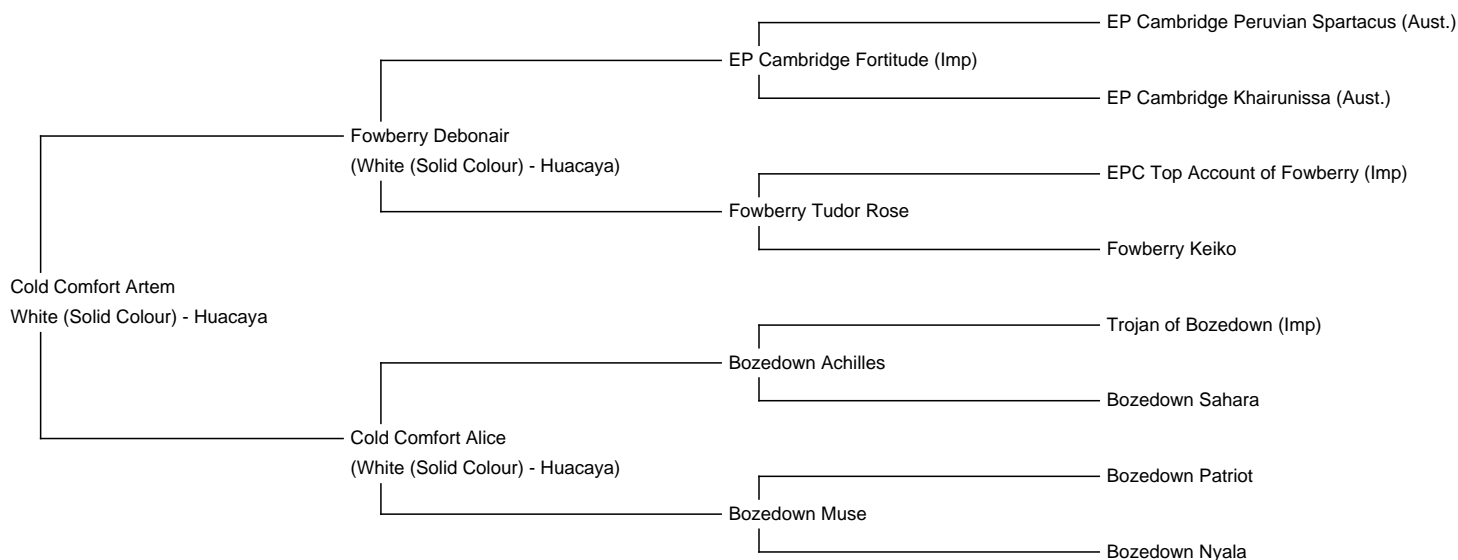 EP Cambridge Peruvian Spartacus (Aust.)
EP Cambridge Fortitude (Imp)
EP Cambridge Khairunissa (Aust.)
Fowberry Debonair
(White (Solid Colour) - Huacaya)
EPC Top Account of Fowberry (Imp)
Fowberry Tudor Rose
Fowberry Keiko
Cold Comfort Artem
White (Solid Colour) - Huacaya
Trojan of Bozedown (Imp)
Bozedown Achilles
Bozedown Sahara
Cold Comfort Alice
(White (Solid Colour) - Huacaya)
Bozedown Patriot
Bozedown Muse
Bozedown Nyala